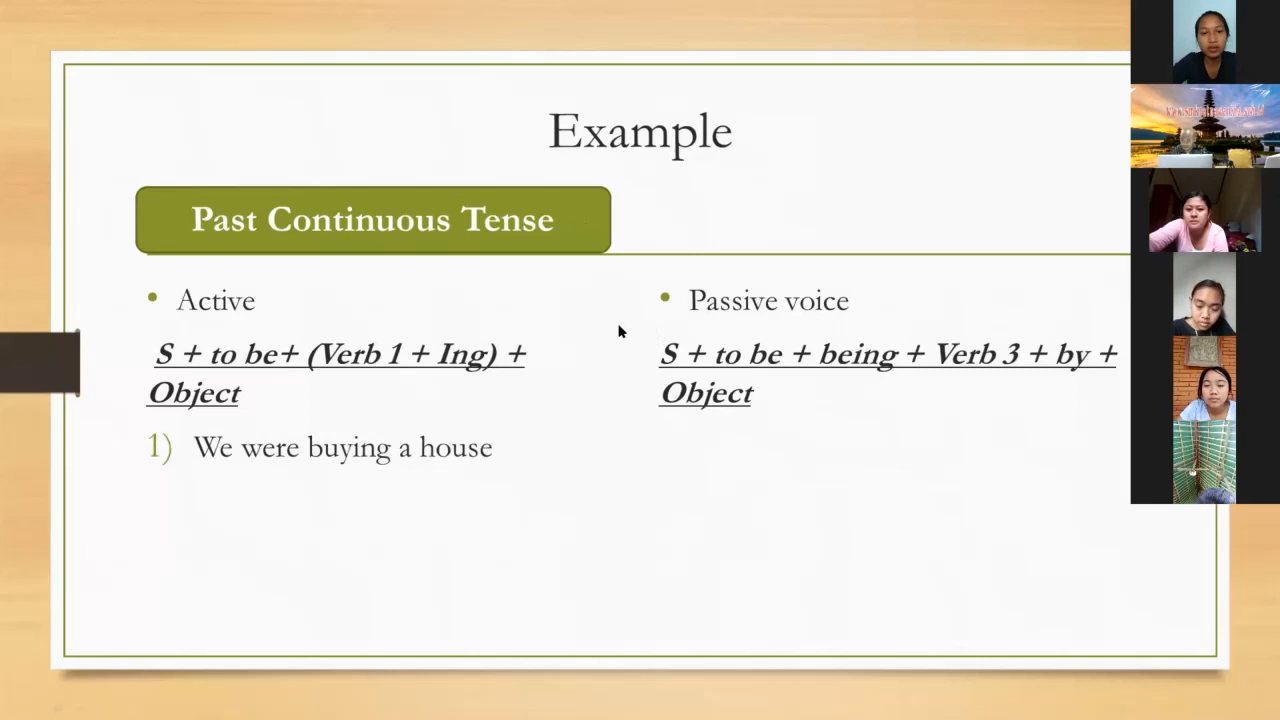 Example
Past Continuous Tense
• Active
S + to be+ (Verb 1 + Ing) +
Object
1) We were buying a house
• Passive voice
S + to be + being + Verb 3 + by +
Object